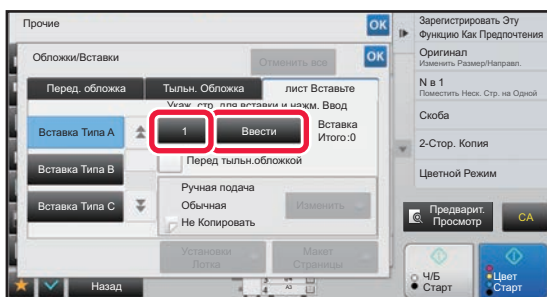 Прочие
OK
Обложки/Вставки
Отменить все
OK
Перед. обложка
Тыльн. Обложка
лист Вставьте
Укаж. стр. для вставки и нажм. Ввод
Вставка Типа A
1
Ввести
Вставка
Итого:0
Перед тыльн.обложкой
Вставка Типа B
Ручная подача
Обычная
Изменить
Вставка Типа C
Не Копировать
Установки
Лотка
Макет
Страницы
Назад
Зарегистрировать Эту
Функцию Как Предпочтения
Оригинал
Изменить Размер/Направл.
N в 1
Поместить Неск. Стр. на Одной
Скоба
2-Стор. Копия
Цветной Режим
Предварит.
Просмотр
CA
Ч/Б
Старт
Цвет
Старт